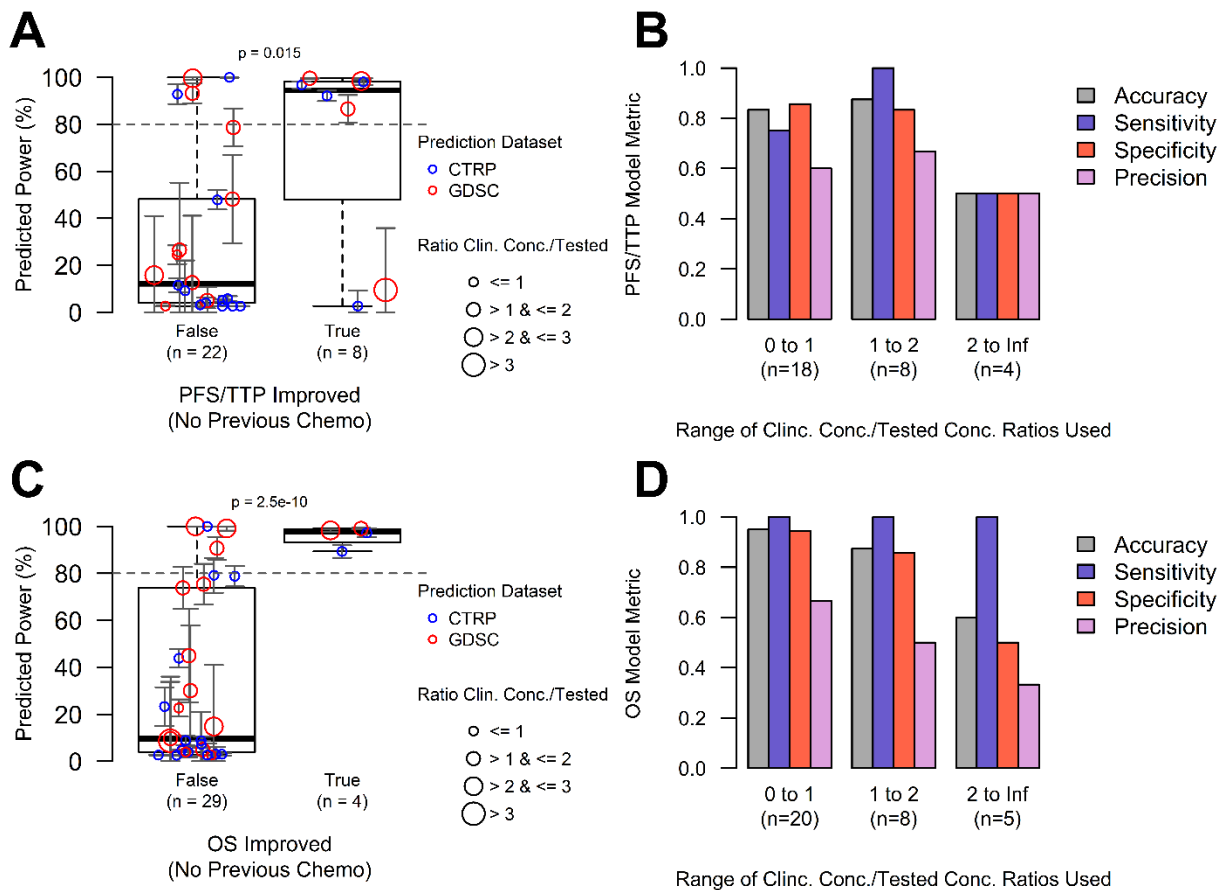 A
p = 0.015
Predicted Power (%)
100
80
60
40
20
0
False
(n = 22)
True
(n = 8)
PFS/TTP Improved
(No Previous Chemo)
Prediction Dataset
CTRP
GDSC
Ratio Clin. Conc./Tested
<= 1
> 1 & <= 2
> 2 & <= 3
> 3
B
PFS/TTP Model Metric
1.0
0.8
0.6
0.4
0.2
0.0
0 to 1
(n=18)
1 to 2
(n=8)
2 to Inf
(n=4)
Range of Clinc. Conc./Tested Conc. Ratios Used
Accuracy
Sensitivity
Specificity
Precision
C
p = 2.5e-10
Predicted Power (%)
100
80
60
40
20
0
False
(n = 29)
True
(n = 4)
OS Improved
(No Previous Chemo)
Prediction Dataset
CTRP
GDSC
Ratio Clin. Conc./Tested
<= 1
> 1 & <= 2
> 2 & <= 3
> 3
D
OS Model Metric
1.0
0.8
0.6
0.4
0.2
0.0
0 to 1
(n=20)
1 to 2
(n=8)
2 to Inf
(n=5)
Range of Clinc. Conc./Tested Conc. Ratios Used
Accuracy
Sensitivity
Specificity
Precision